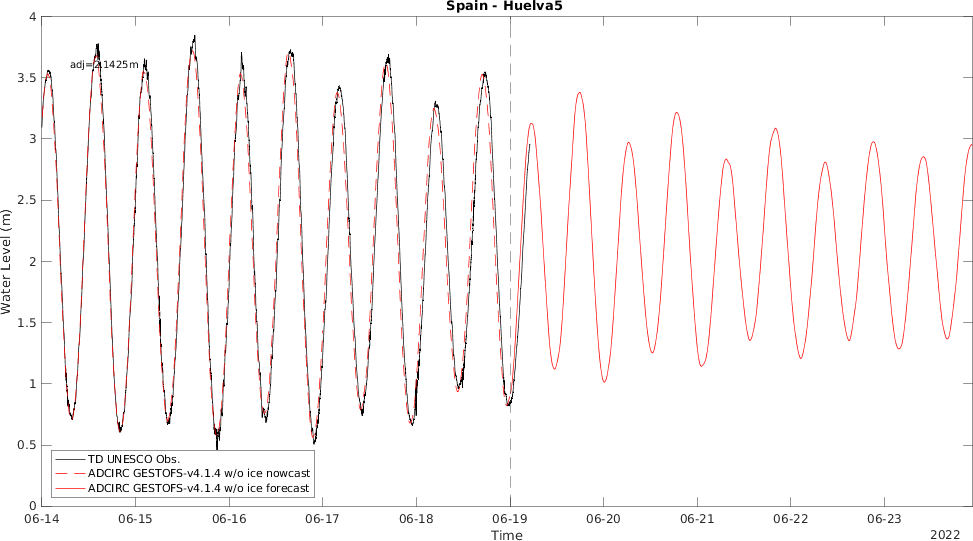 Spain - Huelva5
4
3.5
3
2.5
2
1.5
1
0.5
0
Water Level (m)
adj=2.1425m
TD UNESCO Obs.
ADCIRC GESTOFS-v4.1.4 w/o ice nowcast
ADCIRC GESTOFS-v4.1.4 w/o ice forecast
06-14 06-15 06-16 06-17 06-18 06-19 06-20 06-21 06-22 06-23
Time
2022